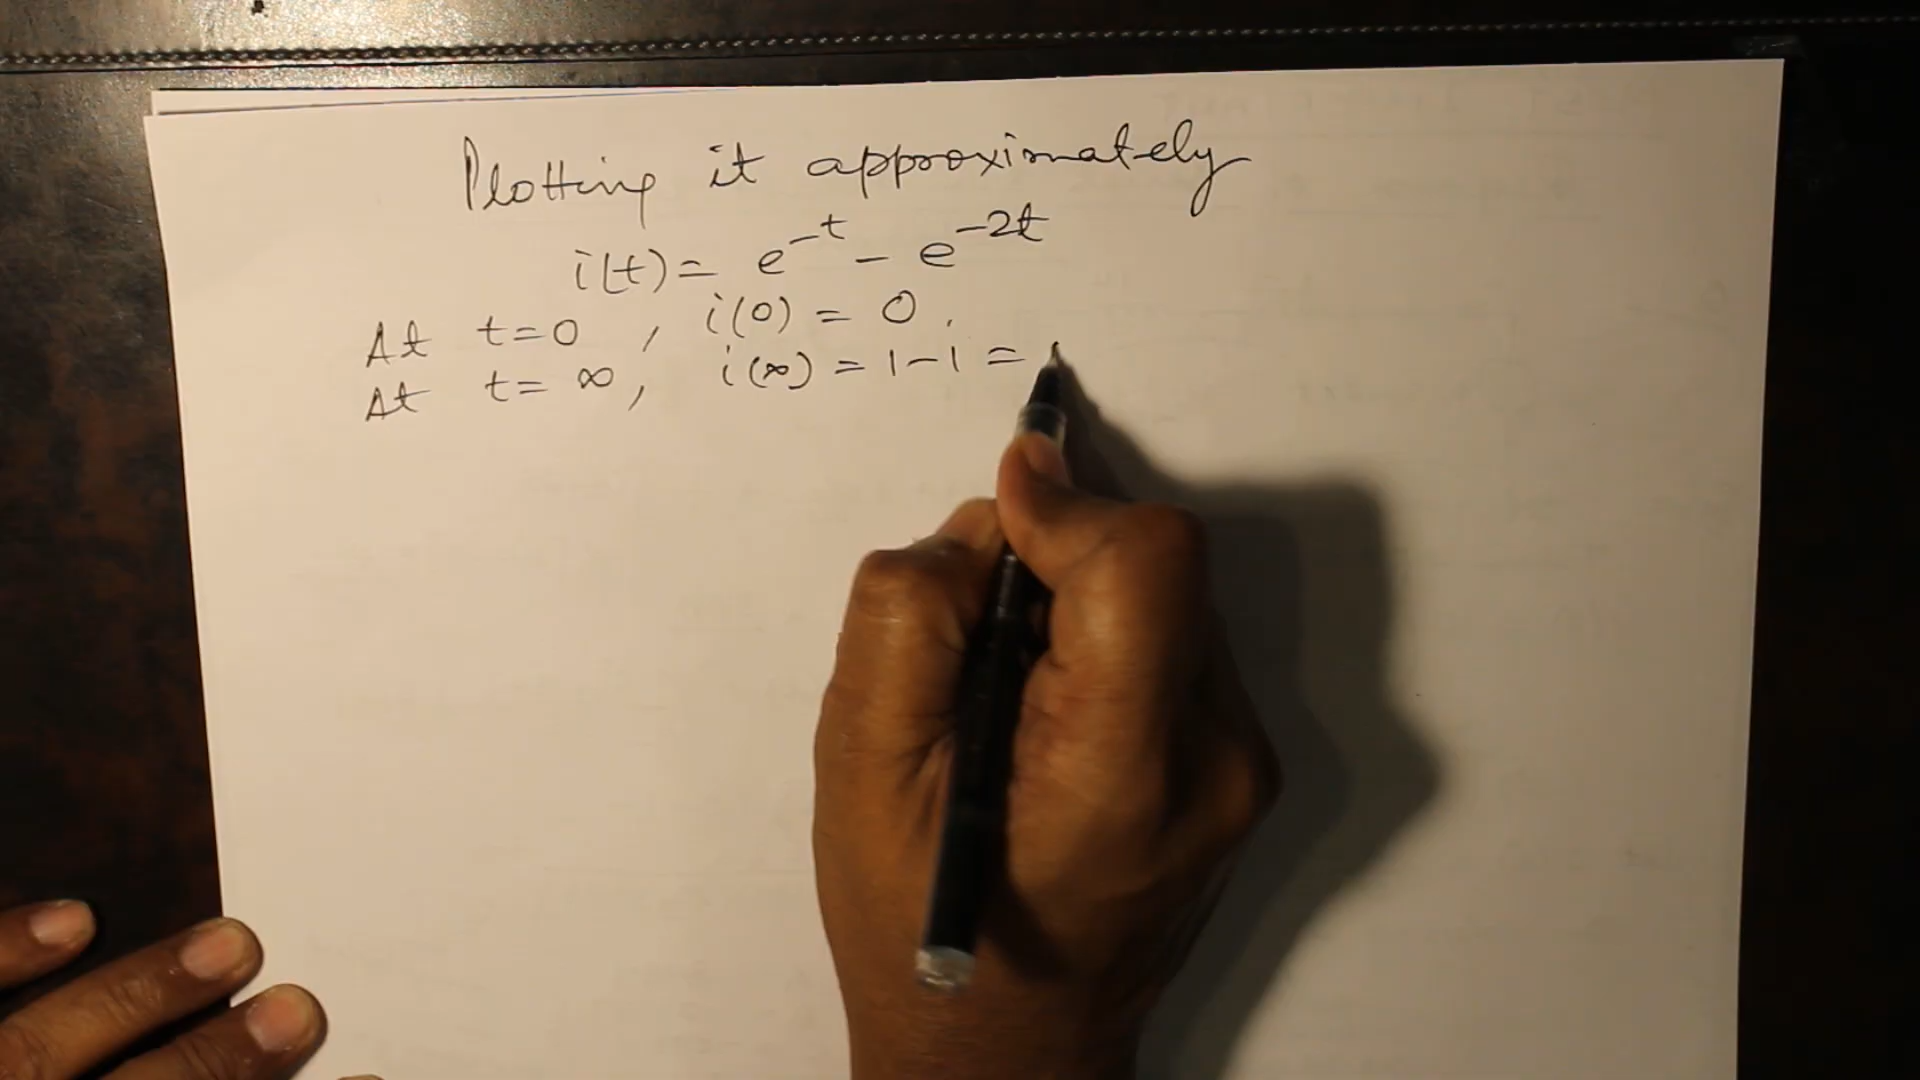 Plotting it approximately
i(t) = e^{-t} - e^{-2t}
At t=0 , i(0) = 0 .
At t=∞, i(∞) = 1-1 =